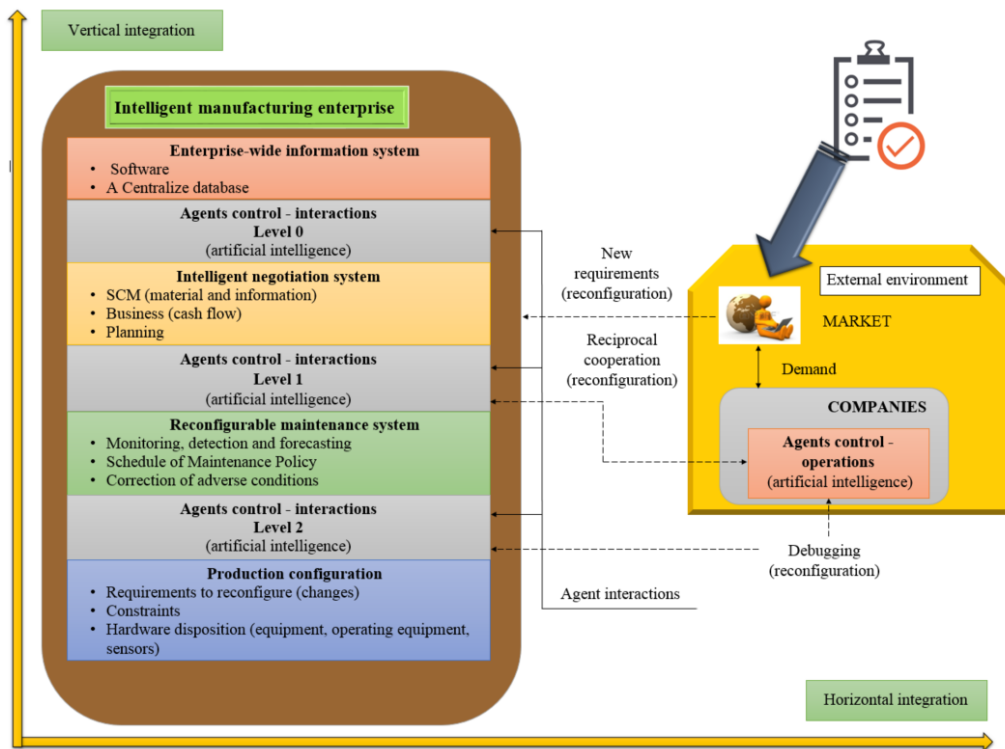 Vertical integration
Intelligent manufacturing enterprise
Enterprise-wide information system
• Software
• A Centralize database
Agents control - interactions
Level 0
(artificial intelligence)
Intelligent negotiation system
• SCM (material and information)
• Business (cash flow)
• Planning
Agents control - interactions
Level 1
(artificial intelligence)
Reconfigurable maintenance system
• Monitoring, detection and forecasting
• Schedule of Maintenance Policy
• Correction of adverse conditions
Agents control - interactions
Level 2
(artificial intelligence)
Production configuration
• Requirements to reconfigure (changes)
• Constraints
• Hardware disposition (equipment, operating equipment,
sensors)
New
requirements
(reconfiguration)
Reciprocal
cooperation
(reconfiguration)
External environment
MARKET
Demand
COMPANIES
Agents control -
operations
(artificial intelligence)
Debugging
(reconfiguration)
Agent interactions
Horizontal integration